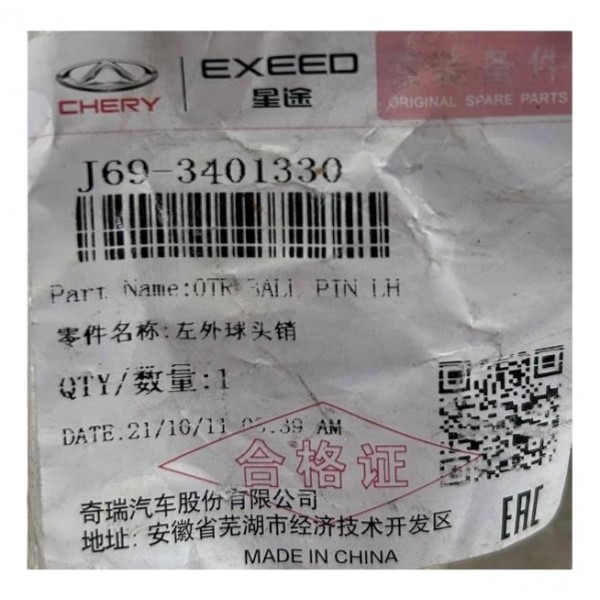 CHERY
EXEED
星途
原装备件
ORIGINAL SPARE PARTS
J69-3401330
Part Name:OTR BALL PIN LH
零件名称:左外球头销
QTY/数量:1
DATE.21/10/11 :39 AM
合格证
奇瑞汽车股份有限公司
地址: 安徽省芜湖市经济技术开发区
MADE IN CHINA
EAC